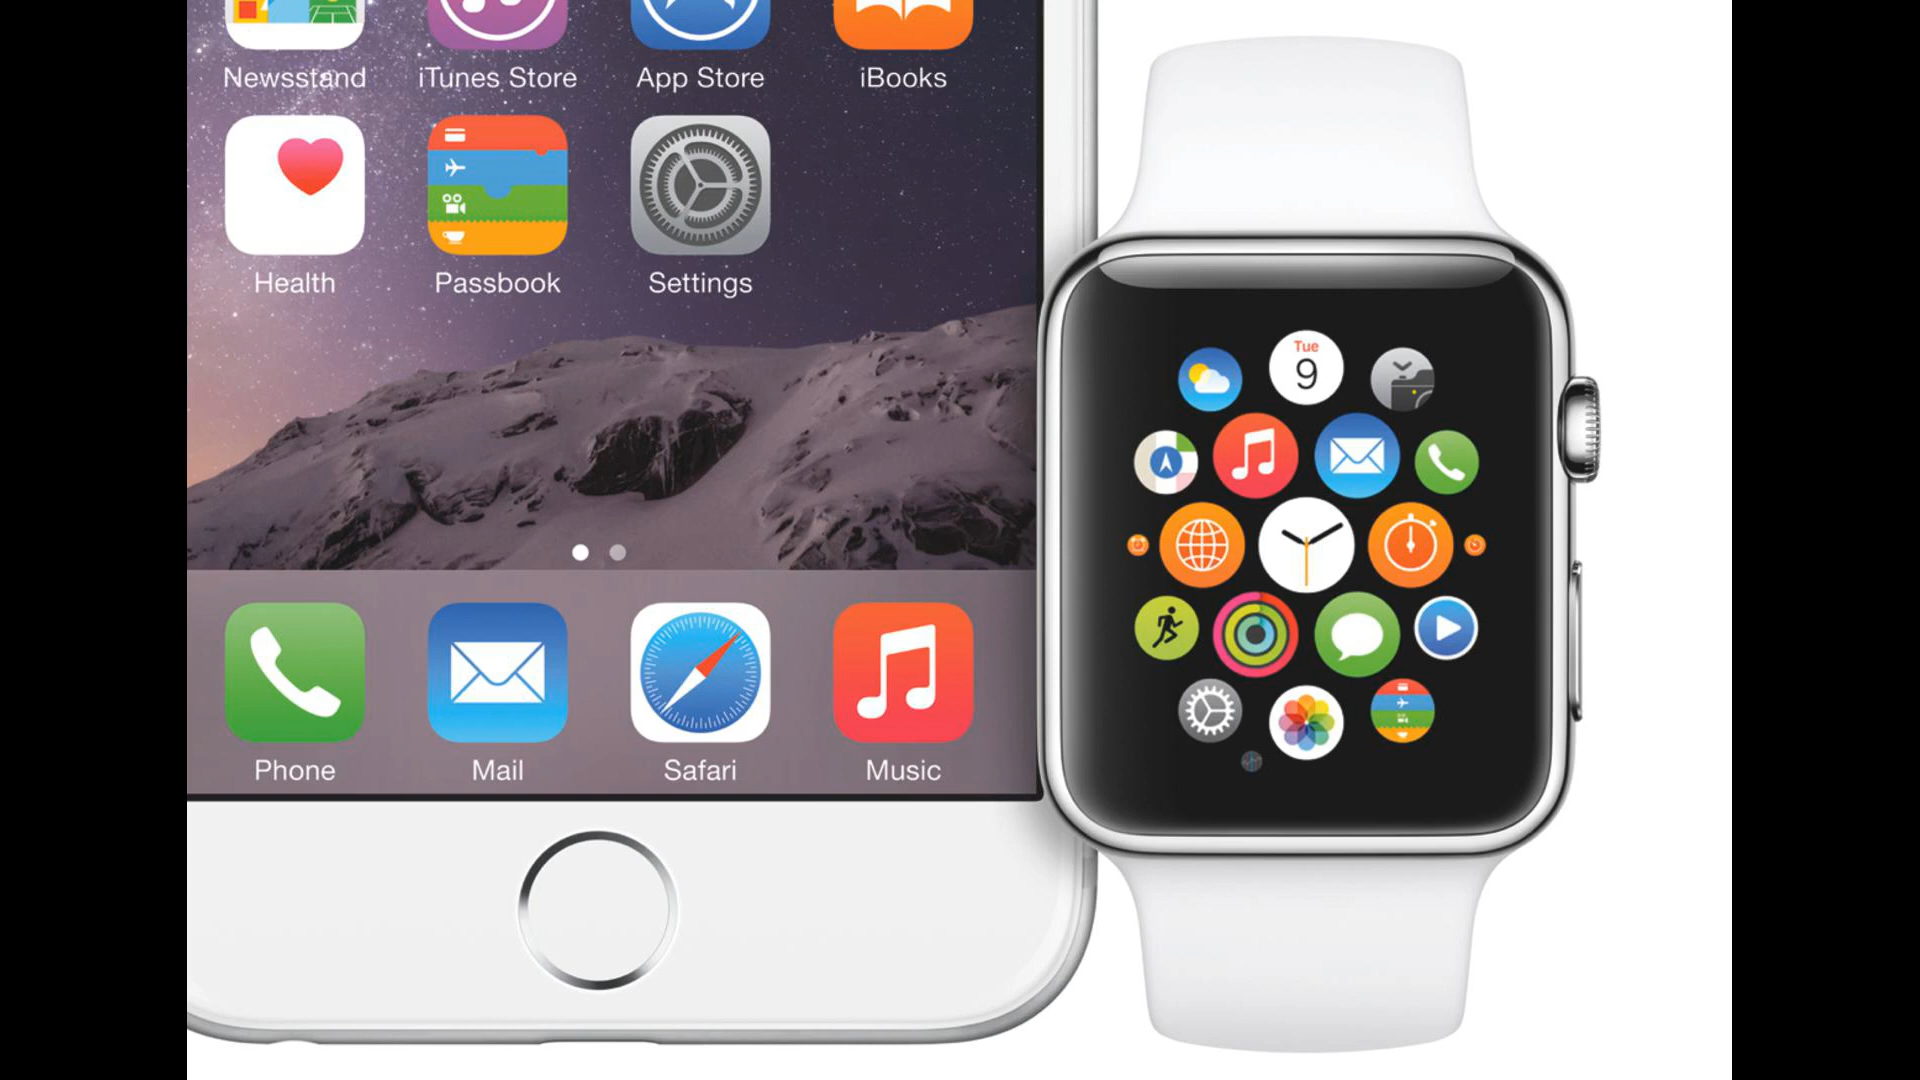 Newsstand iTunes Store App Store iBooks
Health Passbook Settings
Phone Mail Safari Music
Tue
9